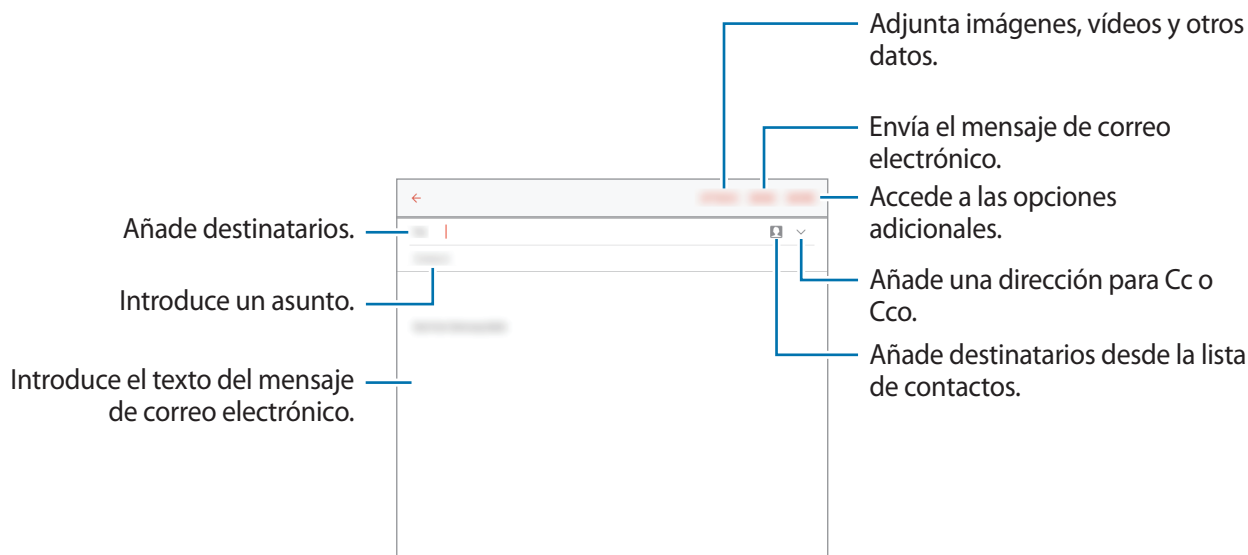 Adjunta imágenes, vídeos y otros
datos.
Envía el mensaje de correo
electrónico.
Accede a las opciones
adicionales.
Añade destinatarios.
Añade una dirección para Cc o
Cco.
Introduce un asunto.
Añade destinatarios desde la lista
de contactos.
Introduce el texto del mensaje
de correo electrónico.